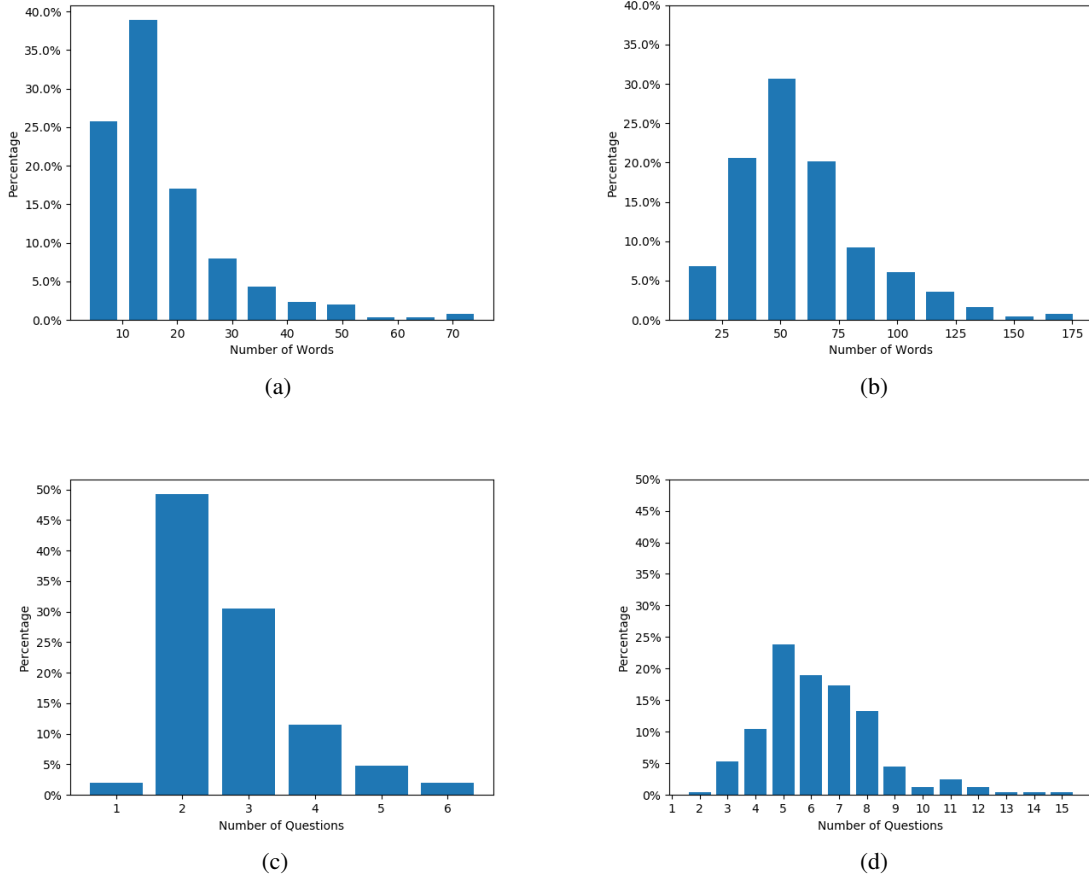 40.0%
35.0%
30.0%
25.0%
20.0%
15.0%
10.0%
5.0%
0.0%
Percentage
10 20 30 40 50 60 70
Number of Words
(a)
40.0%
35.0%
30.0%
25.0%
20.0%
15.0%
10.0%
5.0%
0.0%
Percentage
25 50 75 100 125 150 175
Number of Words
(b)
50%
45%
40%
35%
30%
25%
20%
15%
10%
5%
0%
Percentage
1 2 3 4 5 6
Number of Questions
(c)
50%
45%
40%
35%
30%
25%
20%
15%
10%
5%
0%
Percentage
1 2 3 4 5 6 7 8 9 10 11 12 13 14 15
Number of Questions
(d)